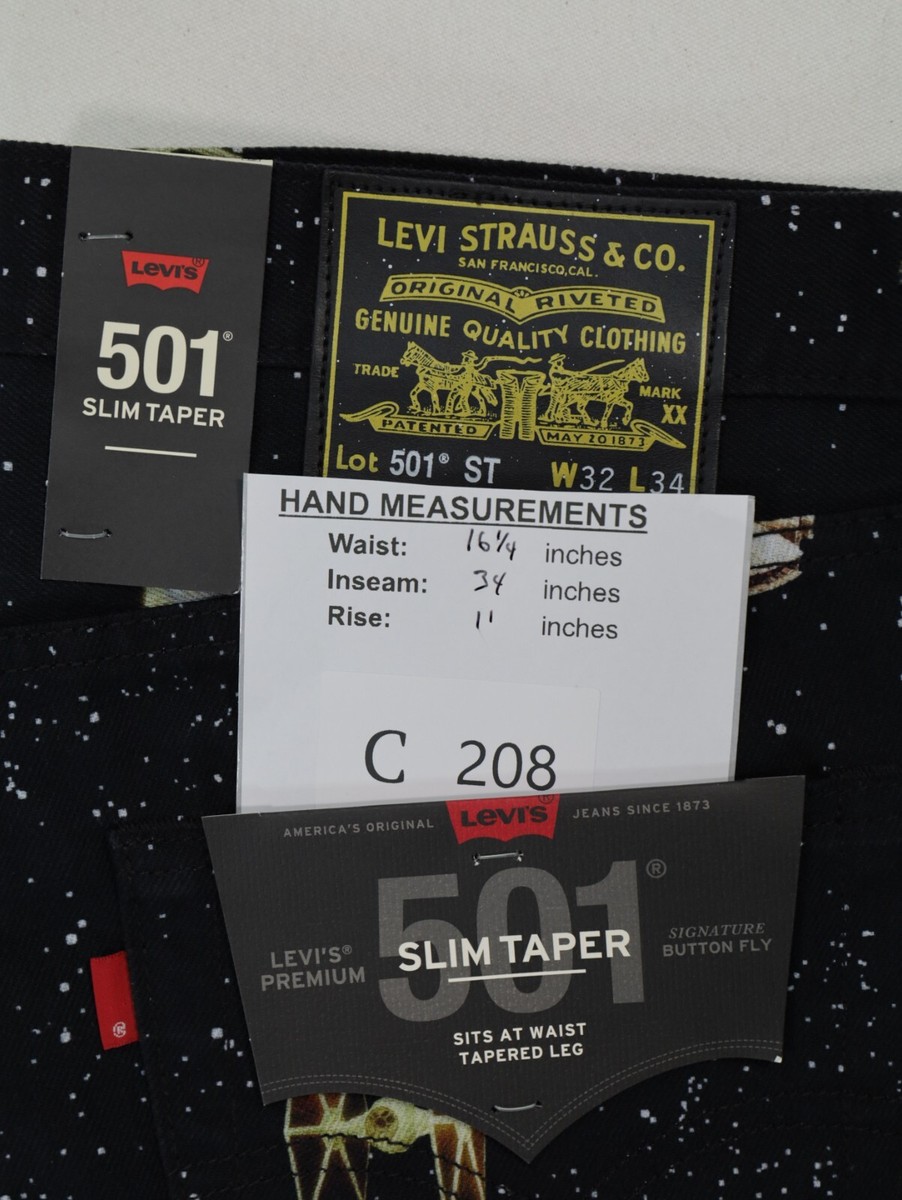 LEVI'S®
501®
SLIM TAPER
LEVI STRAUSS & CO.
SAN FRANCISCO, CAL.
ORIGINAL RIVETED
GENUINE QUALITY CLOTHING
TRADE MARK
XX
PATENTED MAY 20 1873
Lot 501® ST W32 L34
HAND MEASUREMENTS
Waist: 16 1/4 inches
Inseam: 34 inches
Rise: 11 inches
C 208
AMERICA'S ORIGINAL LEVI'S® JEANS SINCE 1873
501®
LEVI'S® PREMIUM
SLIM TAPER
SIGNATURE
BUTTON FLY
SITS AT WAIST
TAPERED LEG
®